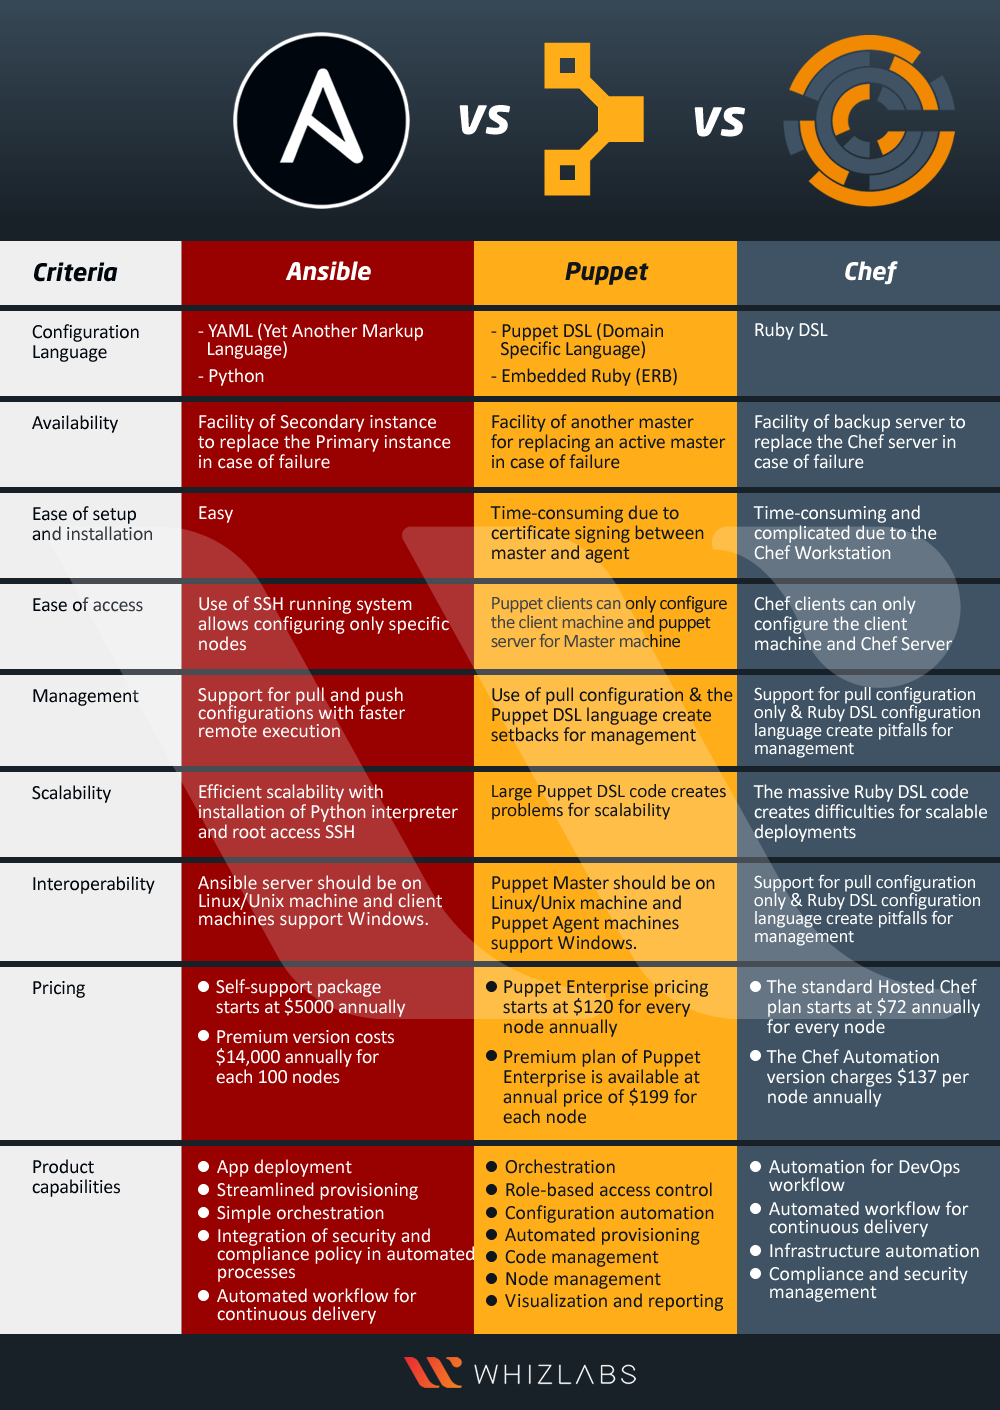 VS
VS
Criteria
Ansible
Puppet
Chef
Configuration
Language
- YAML (Yet Another Markup
Language)
- Python
- Puppet DSL (Domain
Specific Language)
- Embedded Ruby (ERB)
Ruby DSL
Availability
Facility of Secondary instance
to replace the Primary instance
in case of failure
Facility of another master
for replacing an active master
in case of failure
Facility of backup server to
replace the Chef server in
case of failure
Ease of setup
and installation
Easy
Time-consuming due to
certificate signing between
master and agent
Time-consuming and
complicated due to the
Chef Workstation
Ease of access
Use of SSH running system
allows configuring only specific
nodes
Puppet clients can only configure
the client machine and puppet
server for Master machine
Chef clients can only
configure the client
machine and Chef Server
Management
Support for pull and push
configurations with faster
remote execution
Use of pull configuration & the
Puppet DSL language create
setbacks for management
Support for pull configuration
only & Ruby DSL configuration
language create pitfalls for
management
Scalability
Efficient scalability with
installation of Python interpreter
and root access SSH
Large Puppet DSL code creates
problems for scalability
The massive Ruby DSL code
creates difficulties for scalable
deployments
Interoperability
Ansible server should be on
Linux/Unix machine and client
machines support Windows.
Puppet Master should be on
Linux/Unix machine and
Puppet Agent machines
support Windows.
Support for pull configuration
only & Ruby DSL configuration
language create pitfalls for
management
Pricing
● Self-support package
starts at $5000 annually
● Premium version costs
$14,000 annually for
each 100 nodes
● Puppet Enterprise pricing
starts at $120 for every
node annually
● Premium plan of Puppet
Enterprise is available at
annual price of $199 for
each node
● The standard Hosted Chef
plan starts at $72 annually
for every node
● The Chef Automation
version charges $137 per
node annually
Product
capabilities
● App deployment
● Streamlined provisioning
● Simple orchestration
● Integration of security and
compliance policy in automated
processes
● Automated workflow for
continuous delivery
● Orchestration
● Role-based access control
● Configuration automation
● Automated provisioning
● Code management
● Node management
● Visualization and reporting
● Automation for DevOps
workflow
● Automated workflow for
continuous delivery
● Infrastructure automation
● Compliance and security
management
WHIZLABS